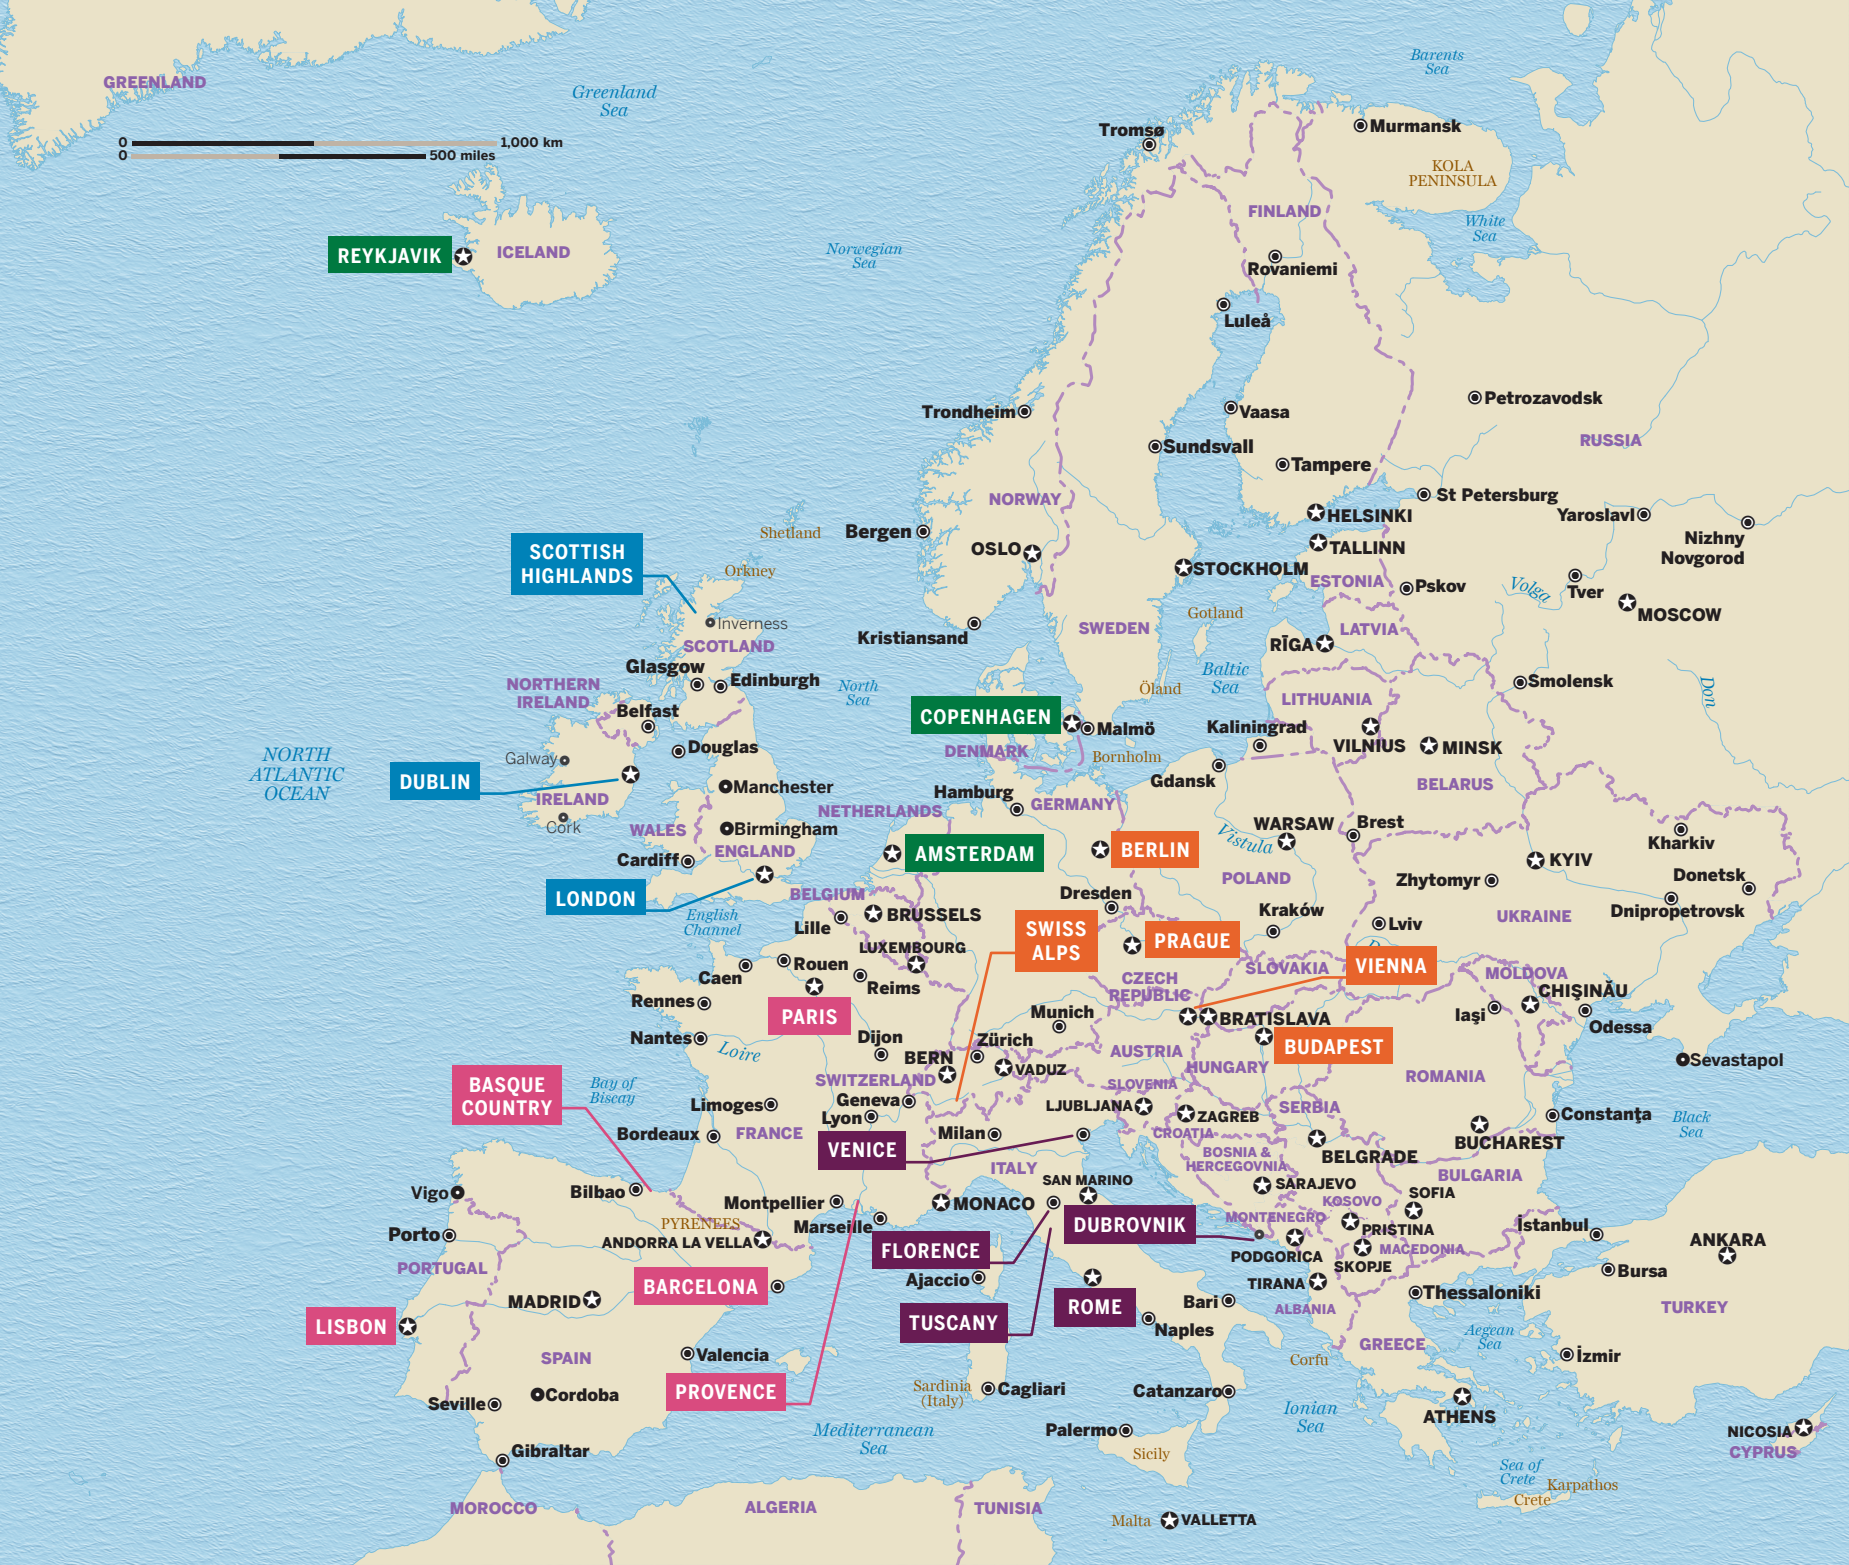 Barents
Sea
GREENLAND
Greenland
Sea
Tromsø
Murmansk
0
1,000 km
0
500 miles
KOLA
PENINSULA
FINLAND
White
Sea
REYKJAVIK
ICELAND
Norwegian
Sea
Rovaniemi
Luleå
Petrozavodsk
Trondheim
Vaasa
RUSSIA
Sundsvall
Tampere
NORWAY
St Petersburg
Shetland
Bergen
HELSINKI
Yaroslavl
Nizhny
Novgorod
SCOTTISH
HIGHLANDS
OSLO
TALLINN
Orkney
STOCKHOLM
ESTONIA
Pskov
Volga
Tver
MOSCOW
Inverness
Kristiansand
Gotland
SWEDEN
LATVIA
RĪGA
SCOTLAND
Glasgow
Edinburgh
NORTHERN
IRELAND
North
Sea
Baltic
Sea
Öland
Smolensk
Don
LITHUANIA
Belfast
COPENHAGEN
Malmö
Kaliningrad
VILNIUS
MINSK
Douglas
DENMARK
Bornholm
NORTH
ATLANTIC
OCEAN
Galway
DUBLIN
Gdansk
BELARUS
Manchester
IRELAND
Hamburg
GERMANY
NETHERLANDS
Cork
WALES
Birmingham
WARSAW
Brest
Vistula
Kharkiv
ENGLAND
Cardiff
AMSTERDAM
BERLIN
KYIV
POLAND
Zhytomyr
Donetsk
LONDON
BELGIUM
Dresden
Dnipropetrovsk
English
Channel
BRUSSELS
Lille
Kraków
Lviv
UKRAINE
SWISS
ALPS
PRAGUE
LUXEMBOURG
Rouen
Caen
Reims
CZECH
REPUBLIC
SLOVAKIA
VIENNA
MOLDOVA
CHIŞINĂU
Rennes
PARIS
Munich
BRATISLAVA
Iaşi
Odessa
Nantes
Loire
Dijon
Zürich
BERN
AUSTRIA
BUDAPEST
HUNGARY
VADUZ
Sevastapol
BASQUE
COUNTRY
Bay of
Biscay
SWITZERLAND
SLOVENIA
ROMANIA
Limoges
Geneva
Lyon
LJUBLJANA
ZAGREB
SERBIA
Constanţa
Black
Sea
Bordeaux
FRANCE
VENICE
Milan
CROATIA
BUCHAREST
BELGRADE
BOSNIA &
HERCEGOVNIA
ITALY
SAN MARINO
SARAJEVO
BULGARIA
Vigo
Bilbao
Montpellier
MONACO
KOSOVO
SOFIA
PYRENEES
Marseille
DUBROVNIK
MONTENEGRO
PRISTINA
İstanbul
Porto
ANDORRA LA VELLA
FLORENCE
PODGORICA
MACEDONIA
SKOPJE
ANKARA
PORTUGAL
BARCELONA
Ajaccio
TIRANA
Bursa
MADRID
ROME
Bari
ALBANIA
Thessaloniki
TURKEY
LISBON
TUSCANY
Naples
Aegean
Sea
SPAIN
Valencia
Corfu
GREECE
İzmir
PROVENCE
Sardinia
(Italy)
Cagliari
Catanzaro
Cordoba
Seville
Mediterranean
Sea
Palermo
Ionian
Sea
ATHENS
NICOSIA
CYPRUS
Gibraltar
Sicily
Sea of
Crete
Karpathos
Crete
MOROCCO
ALGERIA
TUNISIA
Malta
VALLETTA